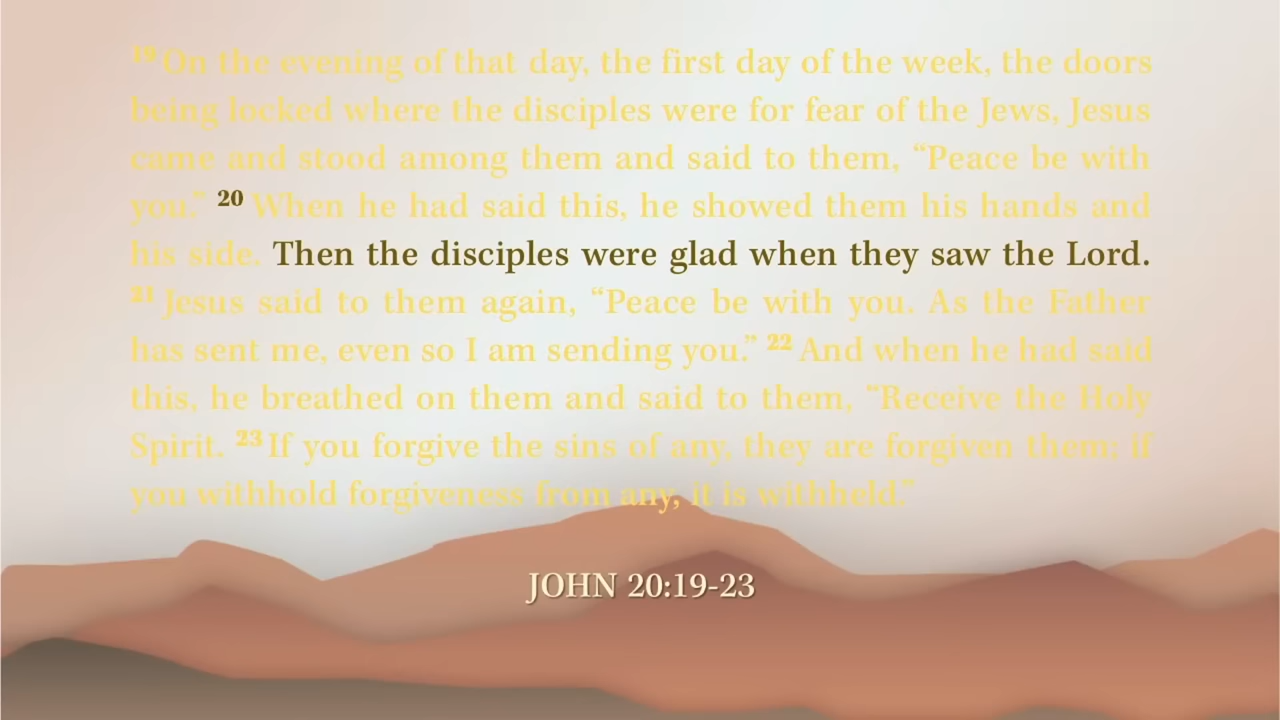 19 On the evening of that day, the first day of the week, the doors
being locked where the disciples were for fear of the Jews, Jesus
came and stood among them and said to them, “Peace be with
you.” 20 When he had said this, he showed them his hands and
his side. Then the disciples were glad when they saw the Lord.
21 Jesus said to them again, “Peace be with you. As the Father
has sent me, even so I am sending you.” 22 And when he had said
this, he breathed on them and said to them, “Receive the Holy
Spirit. 23 If you forgive the sins of any, they are forgiven them; if
you withhold forgiveness from any, it is withheld.”
JOHN 20:19-23